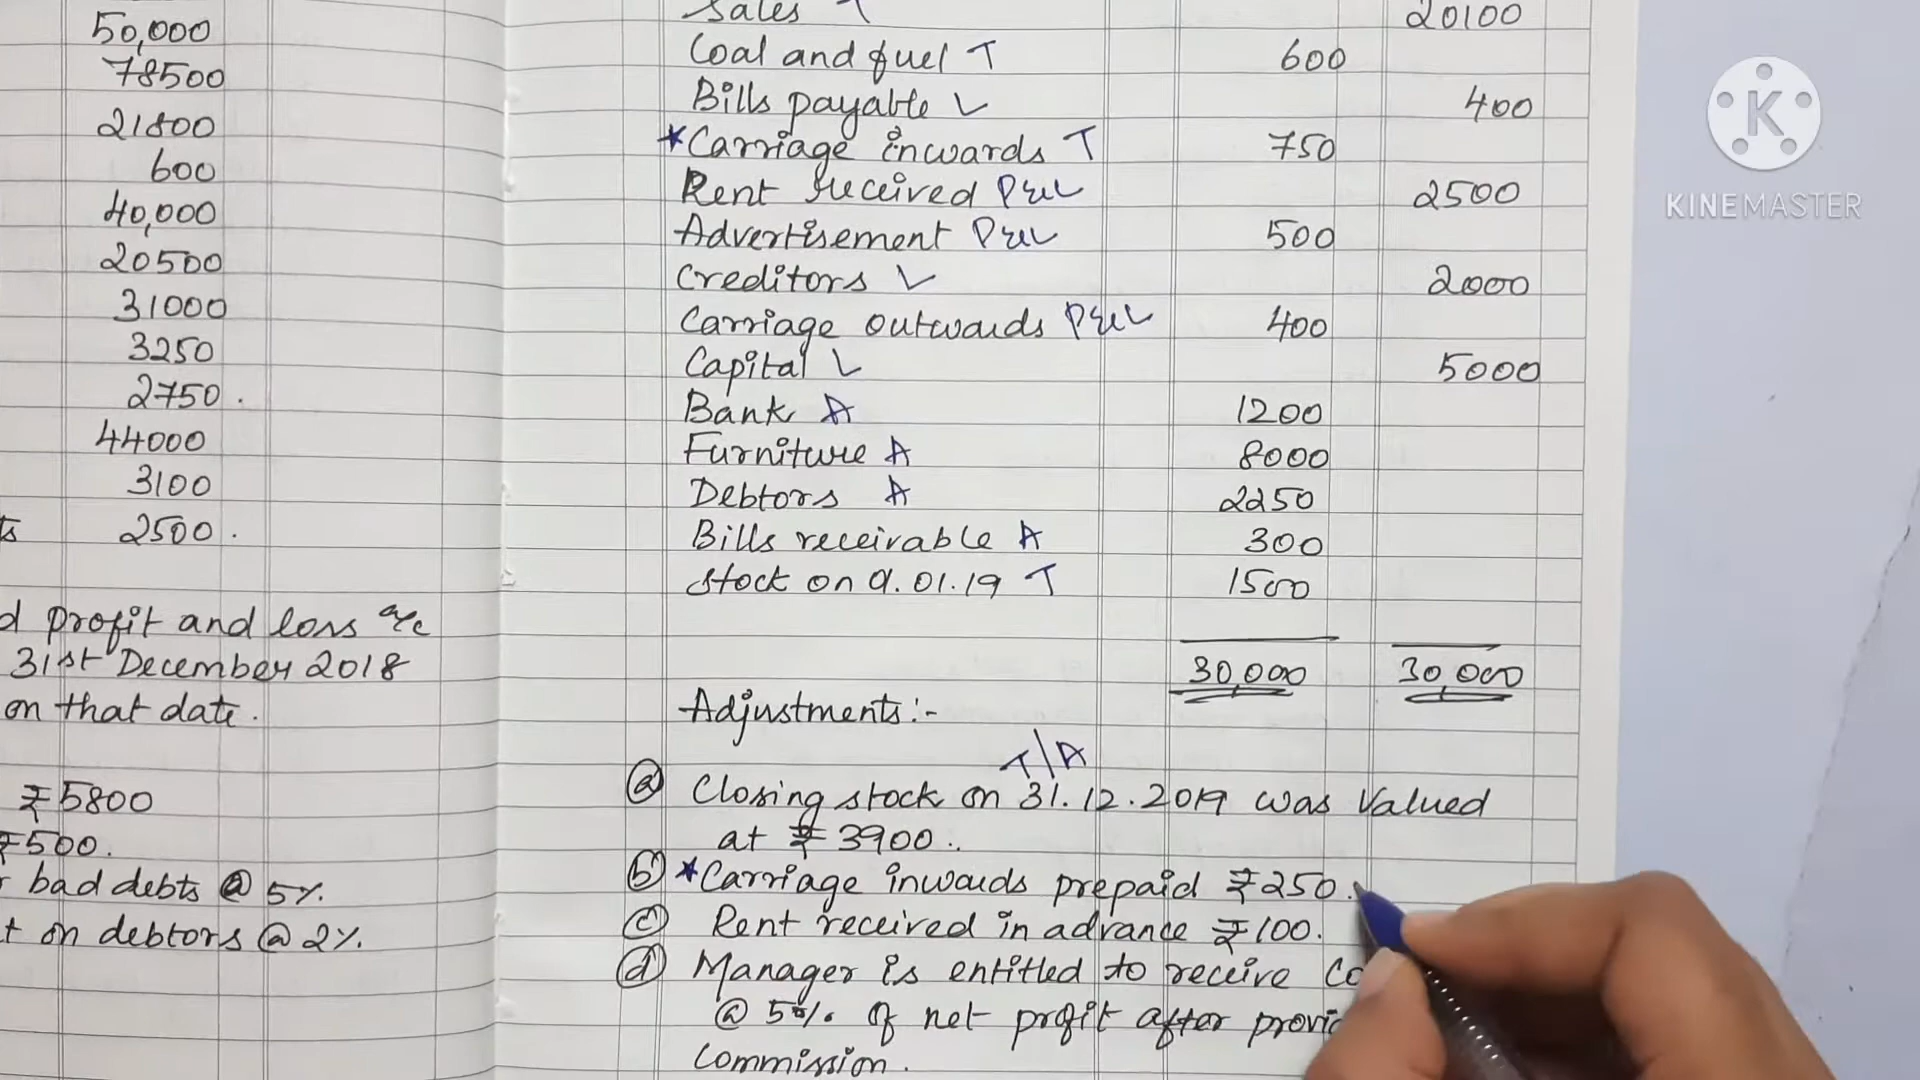 50,000
78500
21800
600
40,000
20500
31000
3250
2750.
44000
3100
2500.
d profit and loss a/c
31st December 2018
on that date.
₹5800
₹500.
bad debts @ 5%.
t on debtors @ 2%.
Sales T 20100
Coal and fuel T 600
Bills payable L 400
*Carriage inwards T 750
Rent received P&L 2500
Advertisement P&L 500
Creditors L 2000
Carriage outwards P&L 400
Capital L 5000
Bank A 1200
Furniture A 8000
Debtors A 2250
Bills receivable A 300
Stock on 01.01.19 T 1500
30,000 30,000
Adjustments:-
T/A
(a) Closing stock on 31.12.2019 was valued
at ₹ 3900..
(b) *Carriage inwards prepaid ₹250.
(c) Rent received in advance ₹100.
(d) Manager is entitled to receive Co
@ 5%. of net profit after provi
commission.
K
KINEMASTER